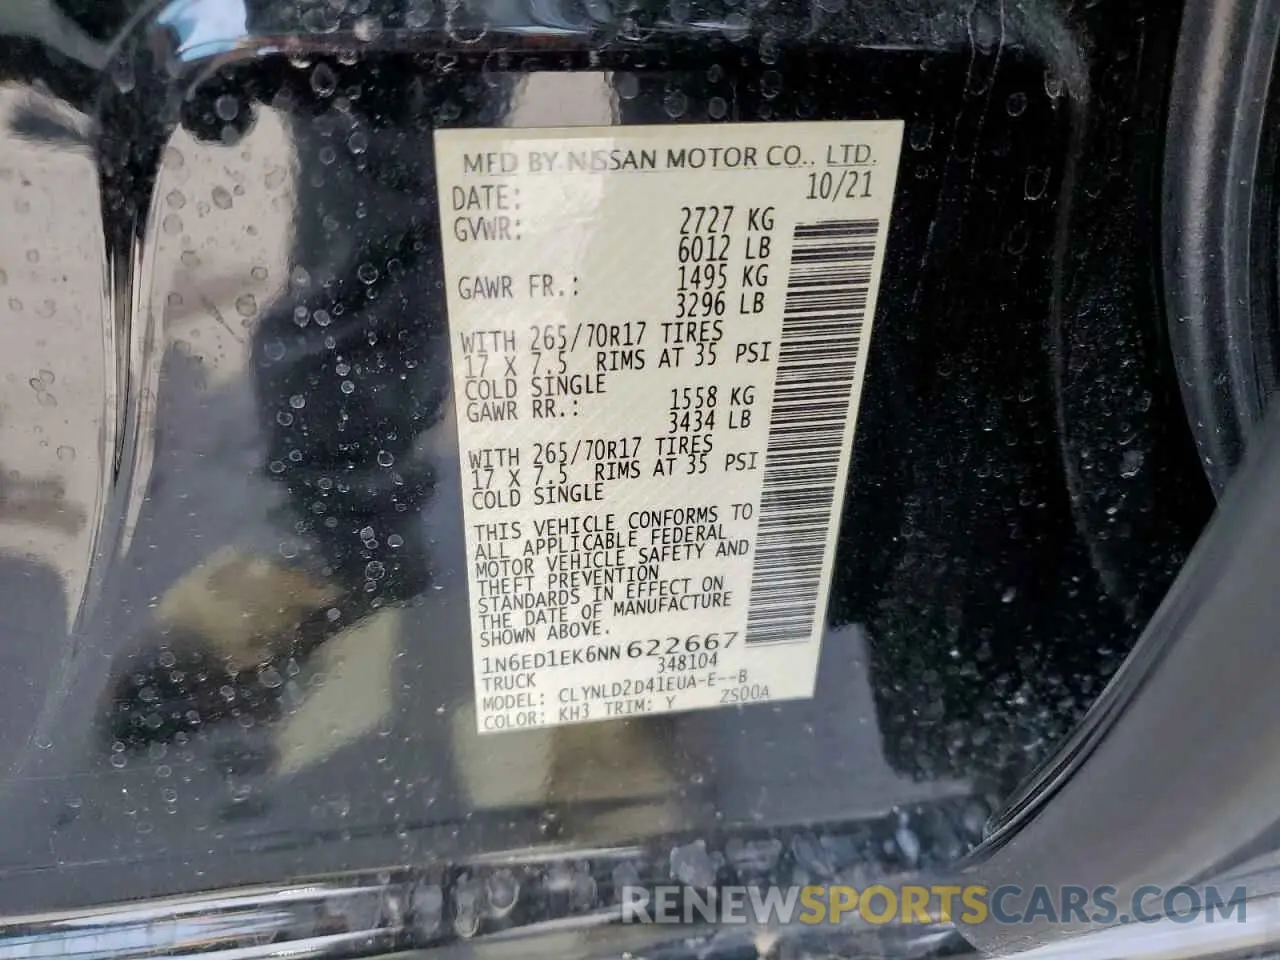 MFD BY NISSAN MOTOR CO., LTD.
DATE: 10/21
GVWR: 2727 KG
6012 LB
GAWR FR.: 1495 KG
3296 LB
WITH 265/70R17 TIRES
17 X 7.5 RIMS AT 35 PSI
COLD SINGLE
GAWR RR.: 1558 KG
3434 LB
WITH 265/70R17 TIRES
17 X 7.5 RIMS AT 35 PSI
COLD SINGLE
THIS VEHICLE CONFORMS TO
ALL APPLICABLE FEDERAL
MOTOR VEHICLE SAFETY AND
THEFT PREVENTION
STANDARDS IN EFFECT ON
THE DATE OF MANUFACTURE
SHOWN ABOVE.
1N6ED1EK6NN622667
TRUCK 348104
MODEL: CLYNLD2D41EUA-E--B
COLOR: KH3 TRIM: Y ZS00A
RENEWSPORTSCARS.COM